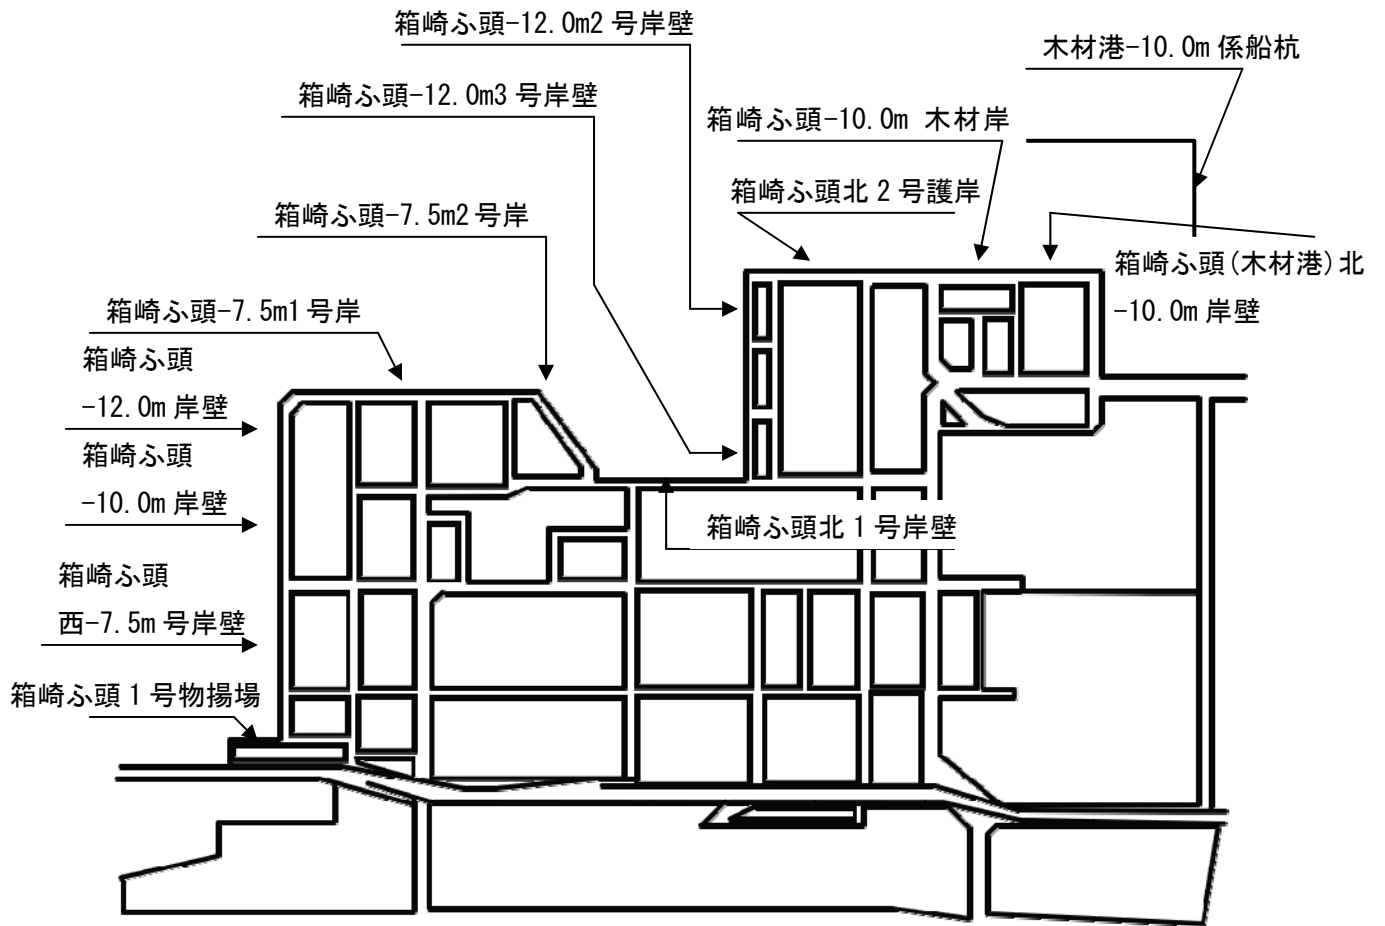 箱崎ふ頭-12.0m2 号岸壁
木材港-10.0m 係船杭
箱崎ふ頭-12.0m3 号岸壁
箱崎ふ頭-10.0m 木材岸
箱崎ふ頭北 2 号護岸
箱崎ふ頭-7.5m2 号岸
箱崎ふ頭(木材港)北
-10.0m 岸壁
箱崎ふ頭-7.5m1 号岸
箱崎ふ頭
-12.0m 岸壁
箱崎ふ頭
-10.0m 岸壁
箱崎ふ頭北 1 号岸壁
箱崎ふ頭
西-7.5m 号岸壁
箱崎ふ頭 1 号物揚場